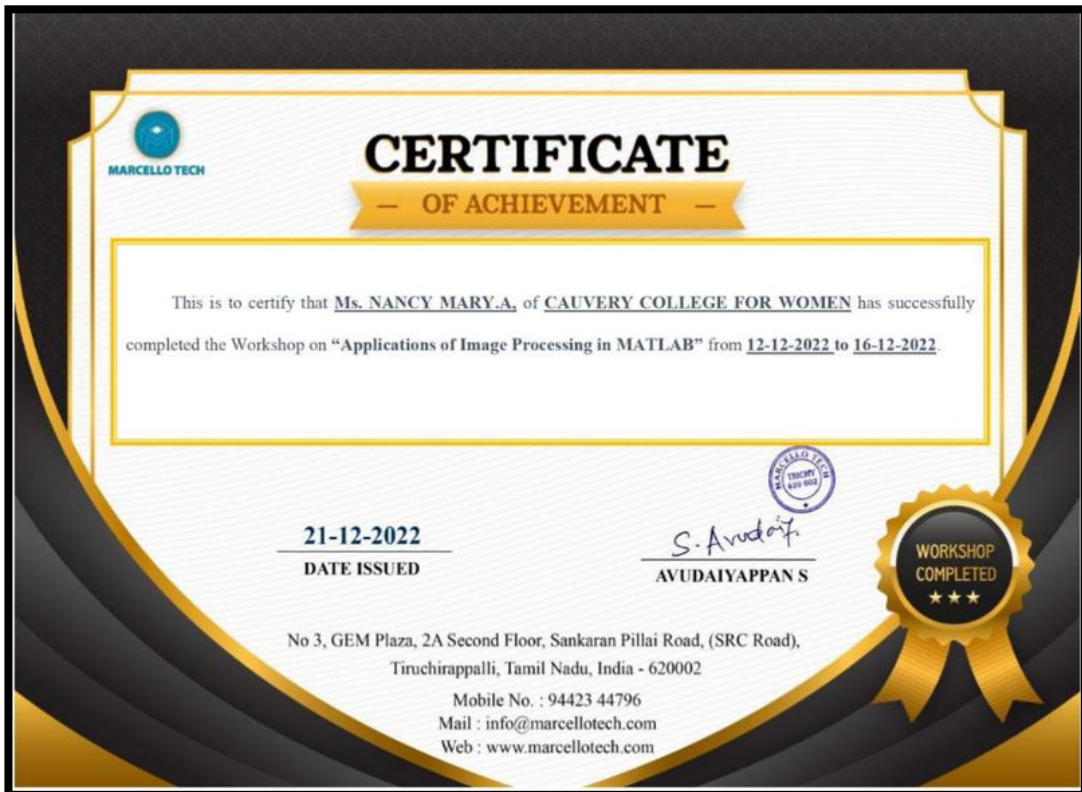 MARCELLO TECH
CERTIFICATE
— OF ACHIEVEMENT —
This is to certify that Ms. NANCY MARY.A, of CAUVERY COLLEGE FOR WOMEN has successfully
completed the Workshop on “Applications of Image Processing in MATLAB” from 12-12-2022 to 16-12-2022.
MARCELLO TECH
TRICHY
620 002
21-12-2022
DATE ISSUED
S. Avudaiy.
AVUDAIYAPPAN S
WORKSHOP
COMPLETED
No 3, GEM Plaza, 2A Second Floor, Sankaran Pillai Road, (SRC Road),
Tiruchirappalli, Tamil Nadu, India - 620002
Mobile No. : 94423 44796
Mail : info@marcellotech.com
Web : www.marcellotech.com